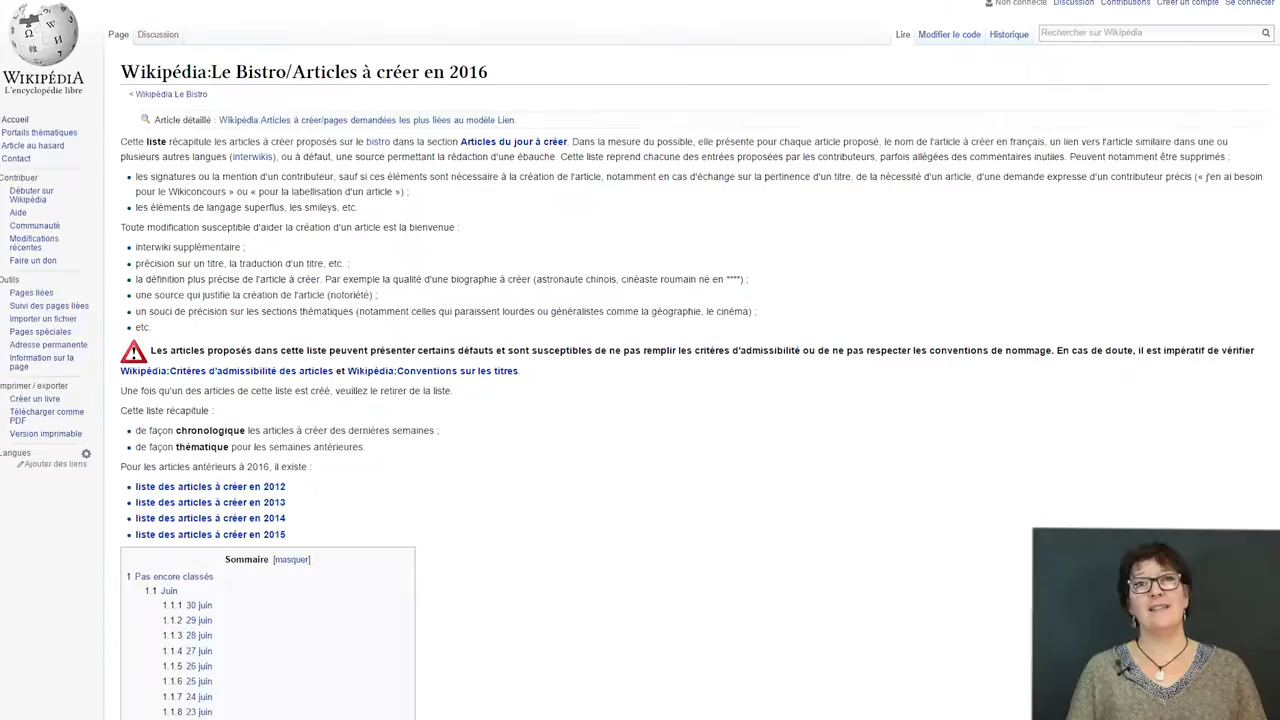 Non connecté Discussion Contributions Créer un compte Se connecter
Page Discussion Lire Modifier le code Historique Rechercher sur Wikipédia
WIKIPÉDIA
L'encyclopédie libre
Accueil
Portails thématiques
Article au hasard
Contact
Contribuer
Débuter sur
Wikipédia
Aide
Communauté
Modifications
récentes
Faire un don
Outils
Pages liées
Suivi des pages liées
Importer un fichier
Pages spéciales
Adresse permanente
Information sur la
page
Imprimer / exporter
Créer un livre
Télécharger comme
PDF
Version imprimable
Langues
Ajouter des liens
Wikipédia:Le Bistro/Articles à créer en 2016
< Wikipédia:Le Bistro
Article détaillé : Wikipédia:Articles à créer/pages demandées les plus liées au modèle Lien.
Cette liste récapitule les articles à créer proposés sur le bistro dans la section Articles du jour à créer. Dans la mesure du possible, elle présente pour chaque article proposé, le nom de l'article à créer en français, un lien vers l'article similaire dans une ou
plusieurs autres langues (interwikis), ou à défaut, une source permettant la rédaction d'une ébauche. Cette liste reprend chacune des entrées proposées par les contributeurs, parfois allégées des commentaires inutiles. Peuvent notamment être supprimés :
les signatures ou la mention d'un contributeur, sauf si ces éléments sont nécessaire à la création de l'article, notamment en cas d'échange sur la pertinence d'un titre, de la nécessité d'un article, d'une demande expresse d'un contributeur précis (« j'en ai besoin
pour le Wikiconcours » ou « pour la labellisation d'un article ») ;
les éléments de langage superflus, les smileys, etc.
Toute modification susceptible d'aider la création d'un article est la bienvenue :
interwiki supplémentaire ;
précision sur un titre, la traduction d'un titre, etc. ;
la définition plus précise de l'article à créer. Par exemple la qualité d'une biographie à créer (astronaute chinois, cinéaste roumain né en ****) ;
une source qui justifie la création de l'article (notoriété) ;
un souci de précision sur les sections thématiques (notamment celles qui paraissent lourdes ou généralistes comme la géographie, le cinéma) ;
etc.
Les articles proposés dans cette liste peuvent présenter certains défauts et sont susceptibles de ne pas remplir les critères d'admissibilité ou de ne pas respecter les conventions de nommage. En cas de doute, il est impératif de vérifier
Wikipédia:Critères d'admissibilité des articles et Wikipédia:Conventions sur les titres.
Une fois qu'un des articles de cette liste est créé, veuillez le retirer de la liste.
Cette liste récapitule :
de façon chronologique les articles à créer des dernières semaines ;
de façon thématique pour les semaines antérieures.
Pour les articles antérieurs à 2016, il existe :
liste des articles à créer en 2012
liste des articles à créer en 2013
liste des articles à créer en 2014
liste des articles à créer en 2015
Sommaire [masquer]
1 Pas encore classés
1.1 Juin
1.1.1 30 juin
1.1.2 29 juin
1.1.3 28 juin
1.1.4 27 juin
1.1.5 26 juin
1.1.6 25 juin
1.1.7 24 juin
1.1.8 23 juin